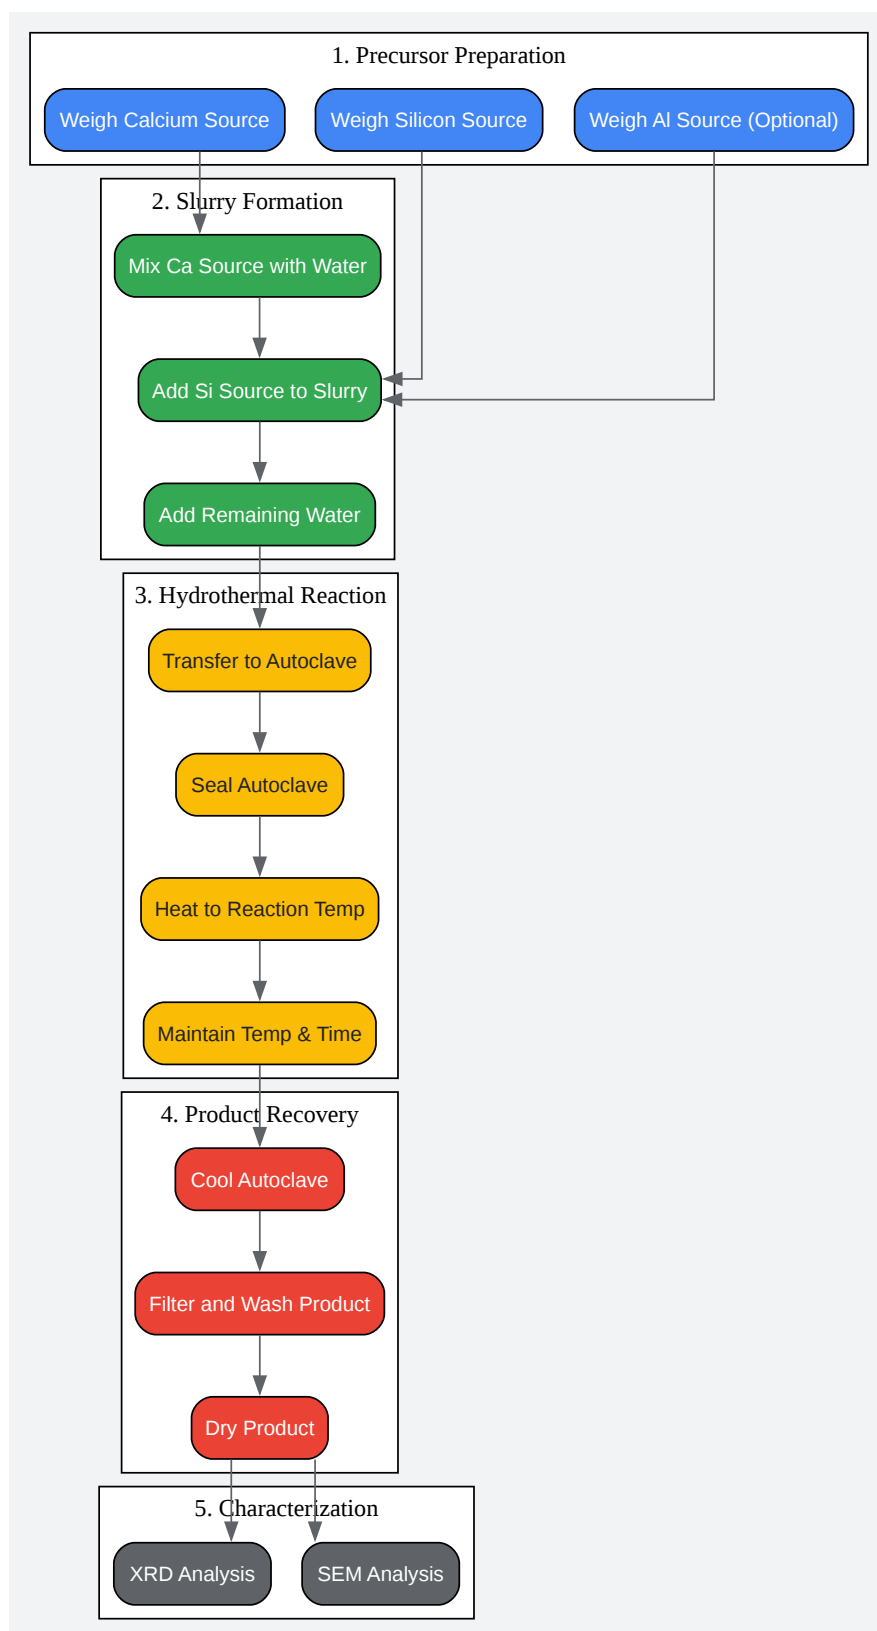 1. Precursor Preparation
Weigh Calcium Source
Weigh Silicon Source
Weigh Al Source (Optional)
2. Slurry Formation
Mix Ca Source with Water
Add Si Source to Slurry
Add Remaining Water
3. Hydrothermal Reaction
Transfer to Autoclave
Seal Autoclave
Heat to Reaction Temp
Maintain Temp & Time
4. Product Recovery
Cool Autoclave
Filter and Wash Product
Dry Product
5. Characterization
XRD Analysis
SEM Analysis